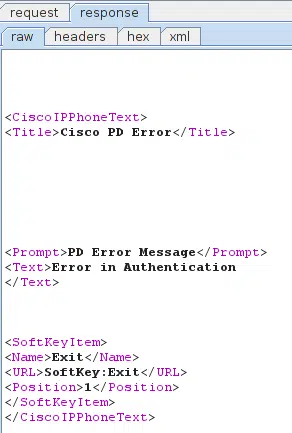 request response
raw headers hex xml
<CiscoIPPhoneText>
<Title>Cisco PD Error</Title>
<Prompt>PD Error Message</Prompt>
<Text>Error in Authentication
</Text>
<SoftKeyItem>
<Name>Exit</Name>
<URL>SoftKey:Exit</URL>
<Position>1</Position>
</SoftKeyItem>
</CiscoIPPhoneText>